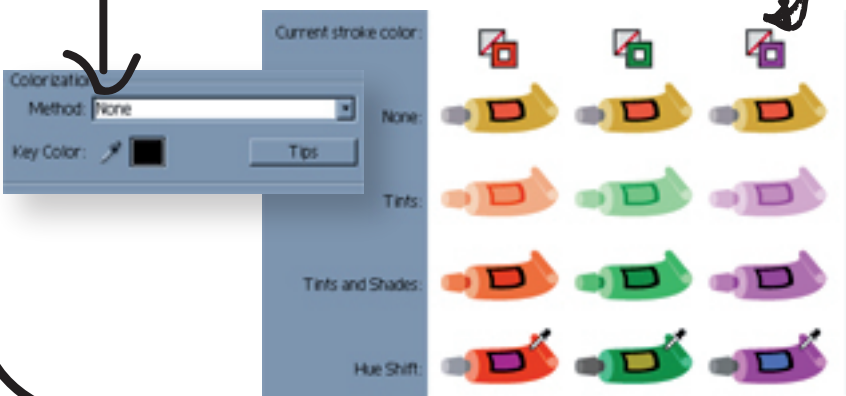 Current stroke color:
Colorization
Method: None
Key Color:
Tips
None:
Tints:
Tints and Shades:
Hue Shift: